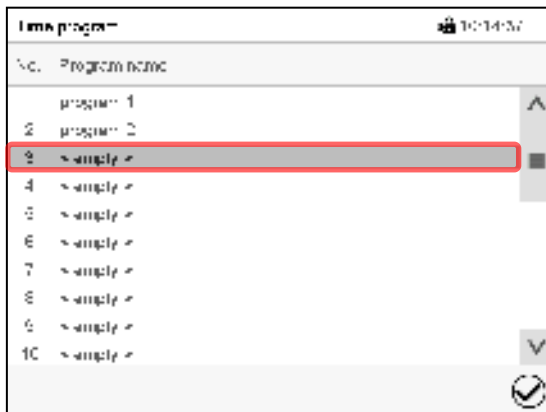 Time program 10:14:37
No. Program name
program 1
2 program 2
3 > empty <
4 > empty <
5 > empty <
6 > empty <
7 > empty <
8 > empty <
9 > empty <
10 > empty <